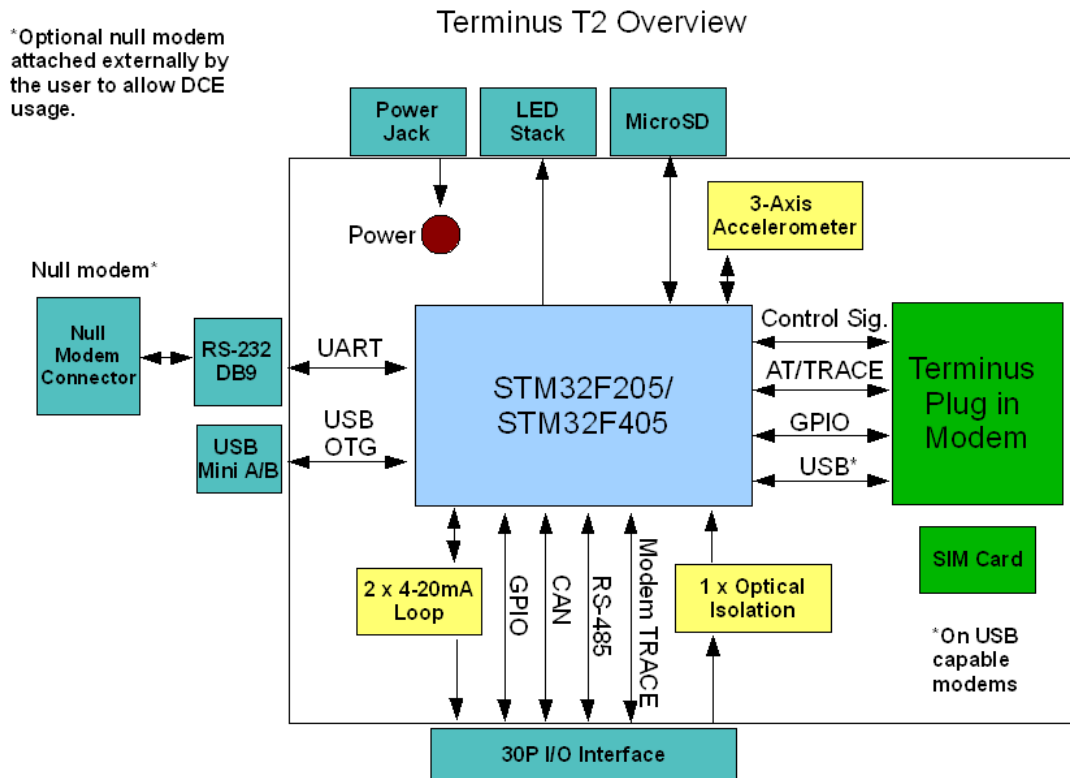 Terminus T2 Overview
*Optional null modem
attached externally by
the user to allow DCE
usage.
Power
Jack
LED
Stack
MicroSD
3-Axis
Accelerometer
Power
Null modem*
Null
Modem
Connector
RS-232
DB9
UART
USB
Mini A/B
USB
OTG
STM32F205/
STM32F405
Control Sig.
AT/TRACE
GPIO
USB*
Terminus
Plug in
Modem
SIM Card
2 x 4-20mA
Loop
GPIO
CAN
RS-485
Modem TRACE
1 x Optical
Isolation
*On USB
capable
modems
30P I/O Interface